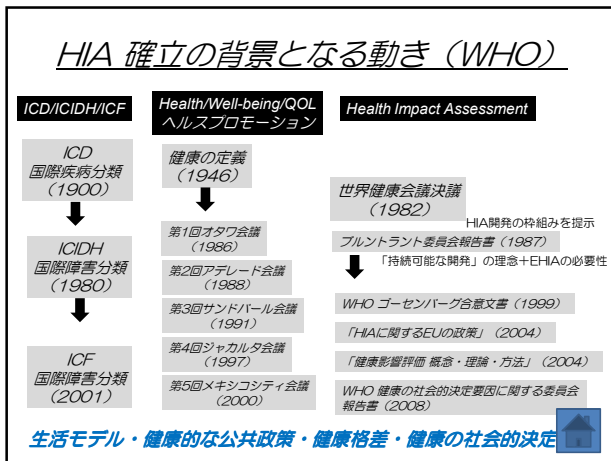 HIA 確立の背景となる動き（WHO）
ICD/ICIDH/ICF
ICD
国際疾病分類
（1900）
ICIDH
国際障害分類
（1980）
ICF
国際障害分類
（2001）
Health/Well-being/QOL
ヘルスプロモーション
健康の定義
（1946）
第1回オタワ会議
（1986）
第2回アデレード会議
（1988）
第3回サンドバール会議
（1991）
第4回ジャカルタ会議
（1997）
第5回メキシコシティ会議
（2000）
Health Impact Assessment
世界健康会議決議
（1982）
HIA開発の枠組みを提示
ブルントラント委員会報告書（1987）
「持続可能な開発」の理念＋EHIAの必要性
WHO ゴーセンバーグ合意文書（1999）
「HIAに関するEUの政策」（2004）
「健康影響評価 概念・理論・方法」（2004）
WHO 健康の社会的決定要因に関する委員会
報告書（2008）
生活モデル・健康的な公共政策・健康格差・健康の社会的決定